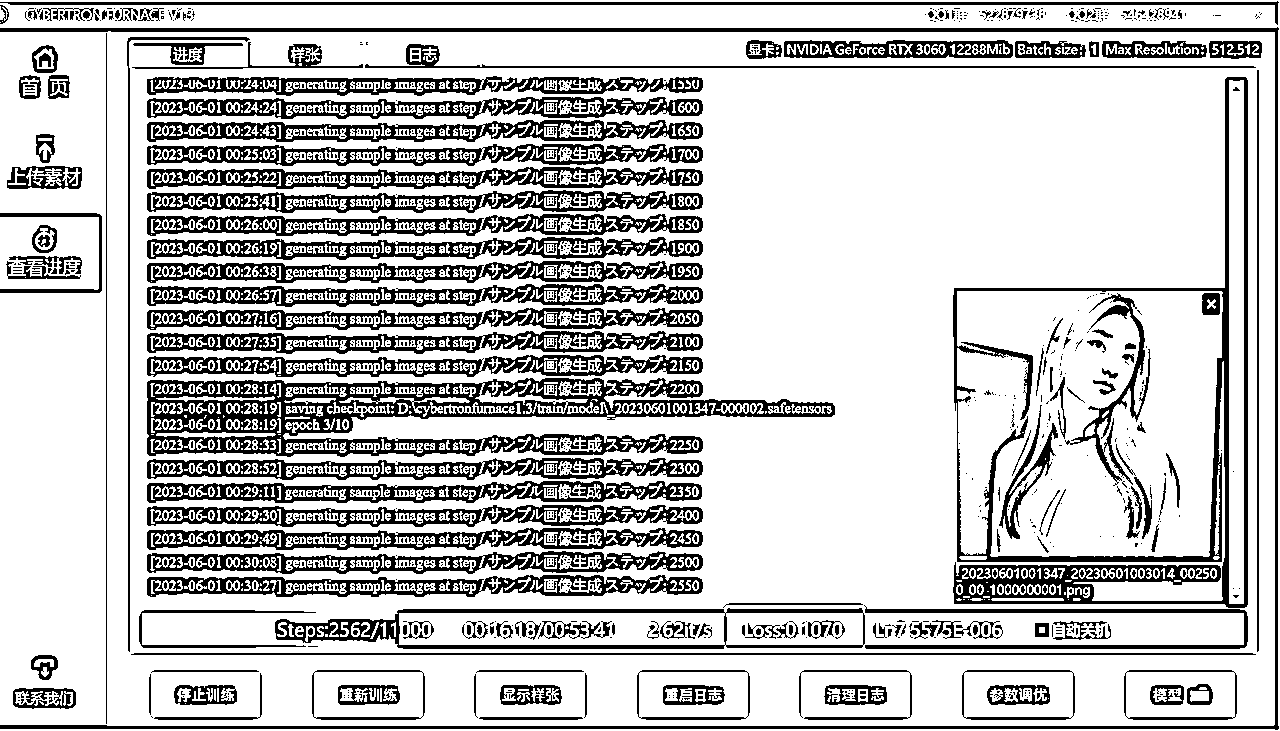 CYBERTRON FURNACE V1.3
首 页
上传素材
查看进度
联系我们
进度 样张 日志
显卡: NVIDIA GeForce RTX 3060 12288Mib Batch size: 1 Max Resolution: 512,512
[2023-06-01 00:24:04] generating sample images at step / サンプル画像生成 ステップ: 1550
[2023-06-01 00:24:24] generating sample images at step / サンプル画像生成 ステップ: 1600
[2023-06-01 00:24:43] generating sample images at step / サンプル画像生成 ステップ: 1650
[2023-06-01 00:25:03] generating sample images at step / サンプル画像生成 ステップ: 1700
[2023-06-01 00:25:22] generating sample images at step / サンプル画像生成 ステップ: 1750
[2023-06-01 00:25:41] generating sample images at step / サンプル画像生成 ステップ: 1800
[2023-06-01 00:26:00] generating sample images at step / サンプル画像生成 ステップ: 1850
[2023-06-01 00:26:19] generating sample images at step / サンプル画像生成 ステップ: 1900
[2023-06-01 00:26:38] generating sample images at step / サンプル画像生成 ステップ: 1950
[2023-06-01 00:26:57] generating sample images at step / サンプル画像生成 ステップ: 2000
[2023-06-01 00:27:16] generating sample images at step / サンプル画像生成 ステップ: 2050
[2023-06-01 00:27:35] generating sample images at step / サンプル画像生成 ステップ: 2100
[2023-06-01 00:27:54] generating sample images at step / サンプル画像生成 ステップ: 2150
[2023-06-01 00:28:14] generating sample images at step / サンプル画像生成 ステップ: 2200
[2023-06-01 00:28:19] saving checkpoint: D:\cybertronfurnace1.3/train/model\_20230601001347-000002.safetensors
[2023-06-01 00:28:19] epoch 3/10
[2023-06-01 00:28:33] generating sample images at step / サンプル画像生成 ステップ: 2250
[2023-06-01 00:28:52] generating sample images at step / サンプル画像生成 ステップ: 2300
[2023-06-01 00:29:11] generating sample images at step / サンプル画像生成 ステップ: 2350
[2023-06-01 00:29:30] generating sample images at step / サンプル画像生成 ステップ: 2400
[2023-06-01 00:29:49] generating sample images at step / サンプル画像生成 ステップ: 2450
[2023-06-01 00:30:08] generating sample images at step / サンプル画像生成 ステップ: 2500
[2023-06-01 00:30:27] generating sample images at step / サンプル画像生成 ステップ: 2550
_20230601001347_20230601003014_00250
0_00_1000000001.png
Steps:2562/11000 00:16:18/00:53:41 2.62it/s Loss:0.1070 Lr:7.5575E-006 自动关机
停止训练 重新训练 显示样张 重启日志 清理日志 参数调优 模型